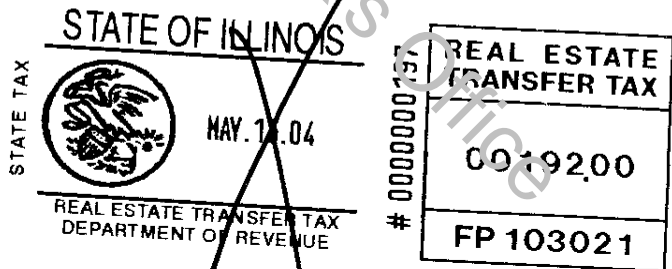 STATE OF ILLINOIS
STATE TAX
MAY.1 .04
REAL ESTATE TRANSFER TAX
DEPARTMENT OF REVENUE
# 0000000197
REAL ESTATE
TRANSFER TAX
00192.00
FP 103021
's Office